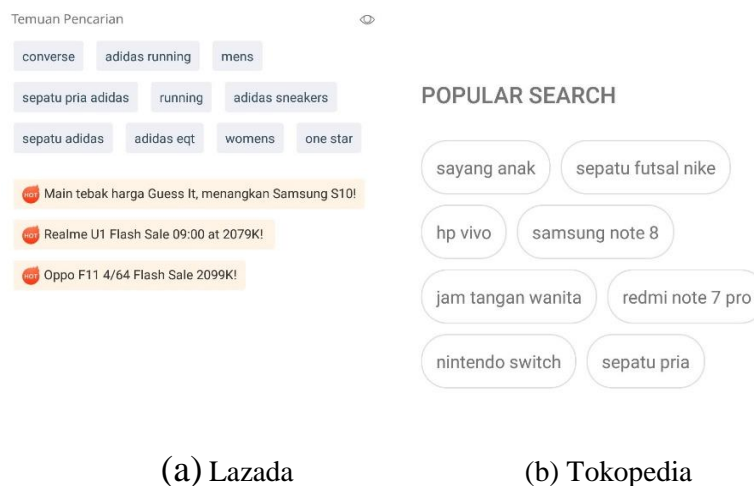 Temuan Pencarian
converse adidas running mens
sepatu pria adidas running adidas sneakers
sepatu adidas adidas eqt womens one star
HOT Main tebak harga Guess It, menangkan Samsung S10!
HOT Realme U1 Flash Sale 09:00 at 2079K!
HOT Oppo F11 4/64 Flash Sale 2099K!
POPULAR SEARCH
sayang anak sepatu futsal nike
hp vivo samsung note 8
jam tangan wanita redmi note 7 pro
nintendo switch sepatu pria
(a) Lazada
(b) Tokopedia